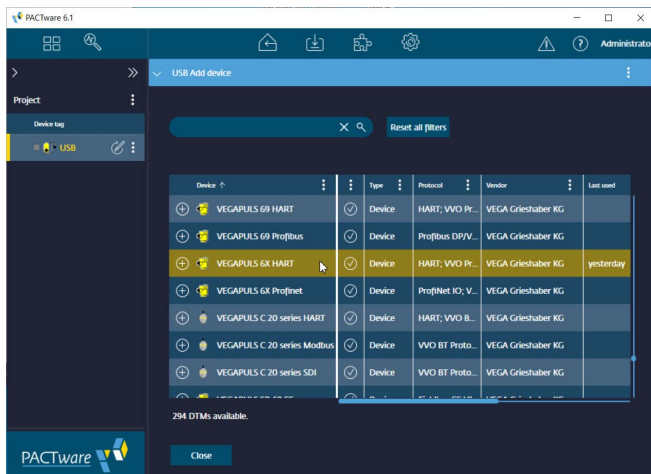 PACTware 6.1
Administrato
USB Add device
Project
Device tag
USB
Reset all filters
Device ↑ Type Protocol Vendor Last used
VEGAPULS 69 HART Device HART; VVO Pr... VEGA Grieshaber KG
VEGAPULS 69 Profibus Device Profibus DP/V... VEGA Grieshaber KG
VEGAPULS 6X HART Device HART; VVO Pr... VEGA Grieshaber KG yesterday
VEGAPULS 6X Profinet Device ProfiNet IO; V... VEGA Grieshaber KG
VEGAPULS C 20 series HART Device HART; VVO B... VEGA Grieshaber KG
VEGAPULS C 20 series Modbus Device VVO BT Proto... VEGA Grieshaber KG
VEGAPULS C 20 series SDI Device VVO BT Proto... VEGA Grieshaber KG
294 DTMs available.
Close
PACTware